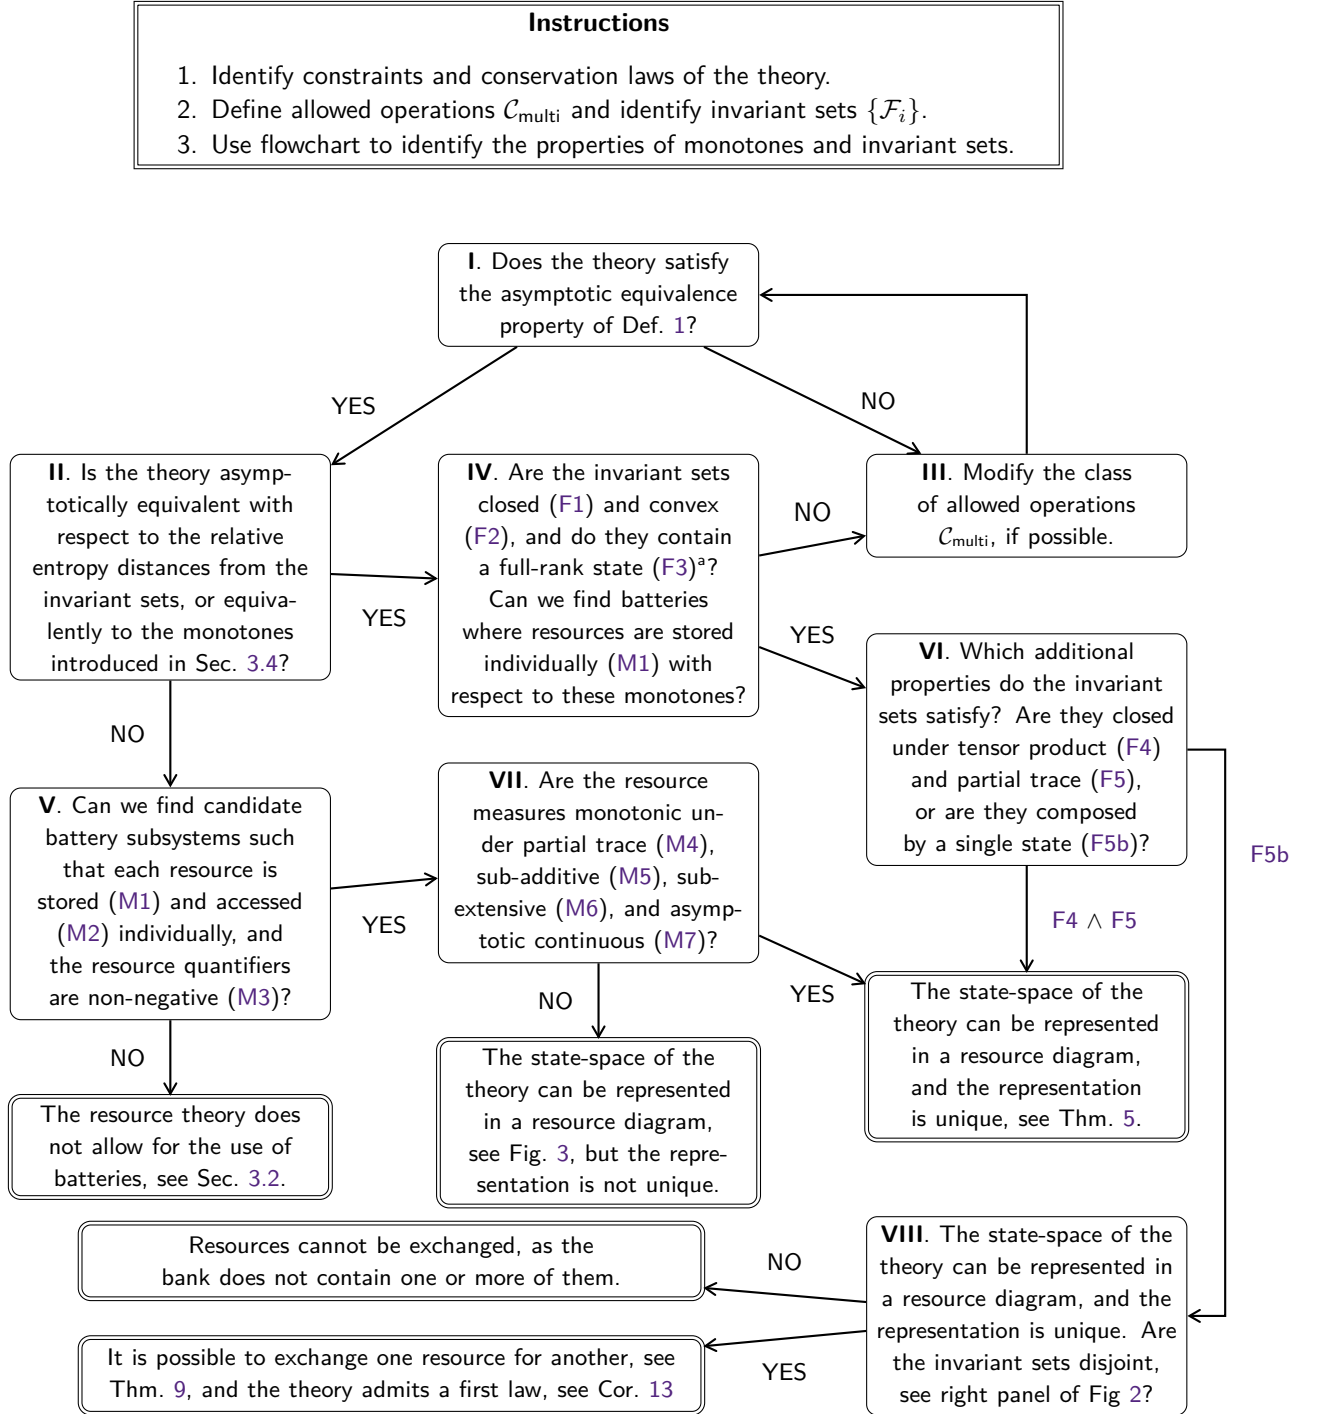 Instructions
1. Identify constraints and conservation laws of the theory.
2. Define allowed operations 𝒞multi and identify invariant sets {ℱi}.
3. Use flowchart to identify the properties of monotones and invariant sets.
I. Does the theory satisfy
the asymptotic equivalence
property of Def. 1?
YES
NO
II. Is the theory asymp-
totically equivalent with
respect to the relative
entropy distances from the
invariant sets, or equiva-
lently to the monotones
introduced in Sec. 3.4?
YES
NO
IV. Are the invariant sets
closed (F1) and convex
(F2), and do they contain
a full-rank state (F3)ᵃ?
Can we find batteries
where resources are stored
individually (M1) with
respect to these monotones?
NO
YES
III. Modify the class
of allowed operations
𝒞multi, if possible.
VI. Which additional
properties do the invariant
sets satisfy? Are they closed
under tensor product (F4)
and partial trace (F5),
or are they composed
by a single state (F5b)?
F5b
F4 ∧ F5
V. Can we find candidate
battery subsystems such
that each resource is
stored (M1) and accessed
(M2) individually, and
the resource quantifiers
are non-negative (M3)?
YES
NO
VII. Are the resource
measures monotonic un-
der partial trace (M4),
sub-additive (M5), sub-
extensive (M6), and asymp-
totic continuous (M7)?
YES
NO
The state-space of the
theory can be represented
in a resource diagram,
and the representation
is unique, see Thm. 5.
The resource theory does
not allow for the use of
batteries, see Sec. 3.2.
The state-space of the
theory can be represented
in a resource diagram,
see Fig. 3, but the repre-
sentation is not unique.
VIII. The state-space of the
theory can be represented in
a resource diagram, and the
representation is unique. Are
the invariant sets disjoint,
see right panel of Fig 2?
NO
Resources cannot be exchanged, as the
bank does not contain one or more of them.
YES
It is possible to exchange one resource for another, see
Thm. 9, and the theory admits a first law, see Cor. 13